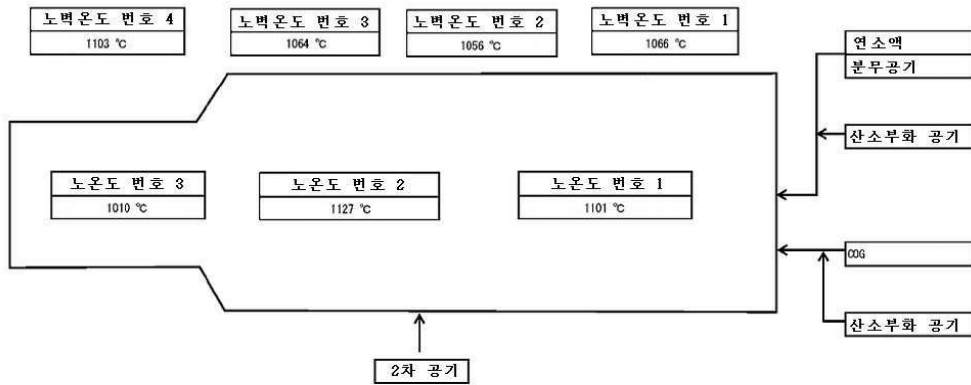 노벽온도 번호 4
1103 ℃
노벽온도 번호 3
1064 ℃
노벽온도 번호 2
1056 ℃
노벽온도 번호 1
1066 ℃
연소액
분무공기
산소부화 공기
노온도 번호 3
1010 ℃
노온도 번호 2
1127 ℃
노온도 번호 1
1101 ℃
COG
산소부화 공기
2차 공기